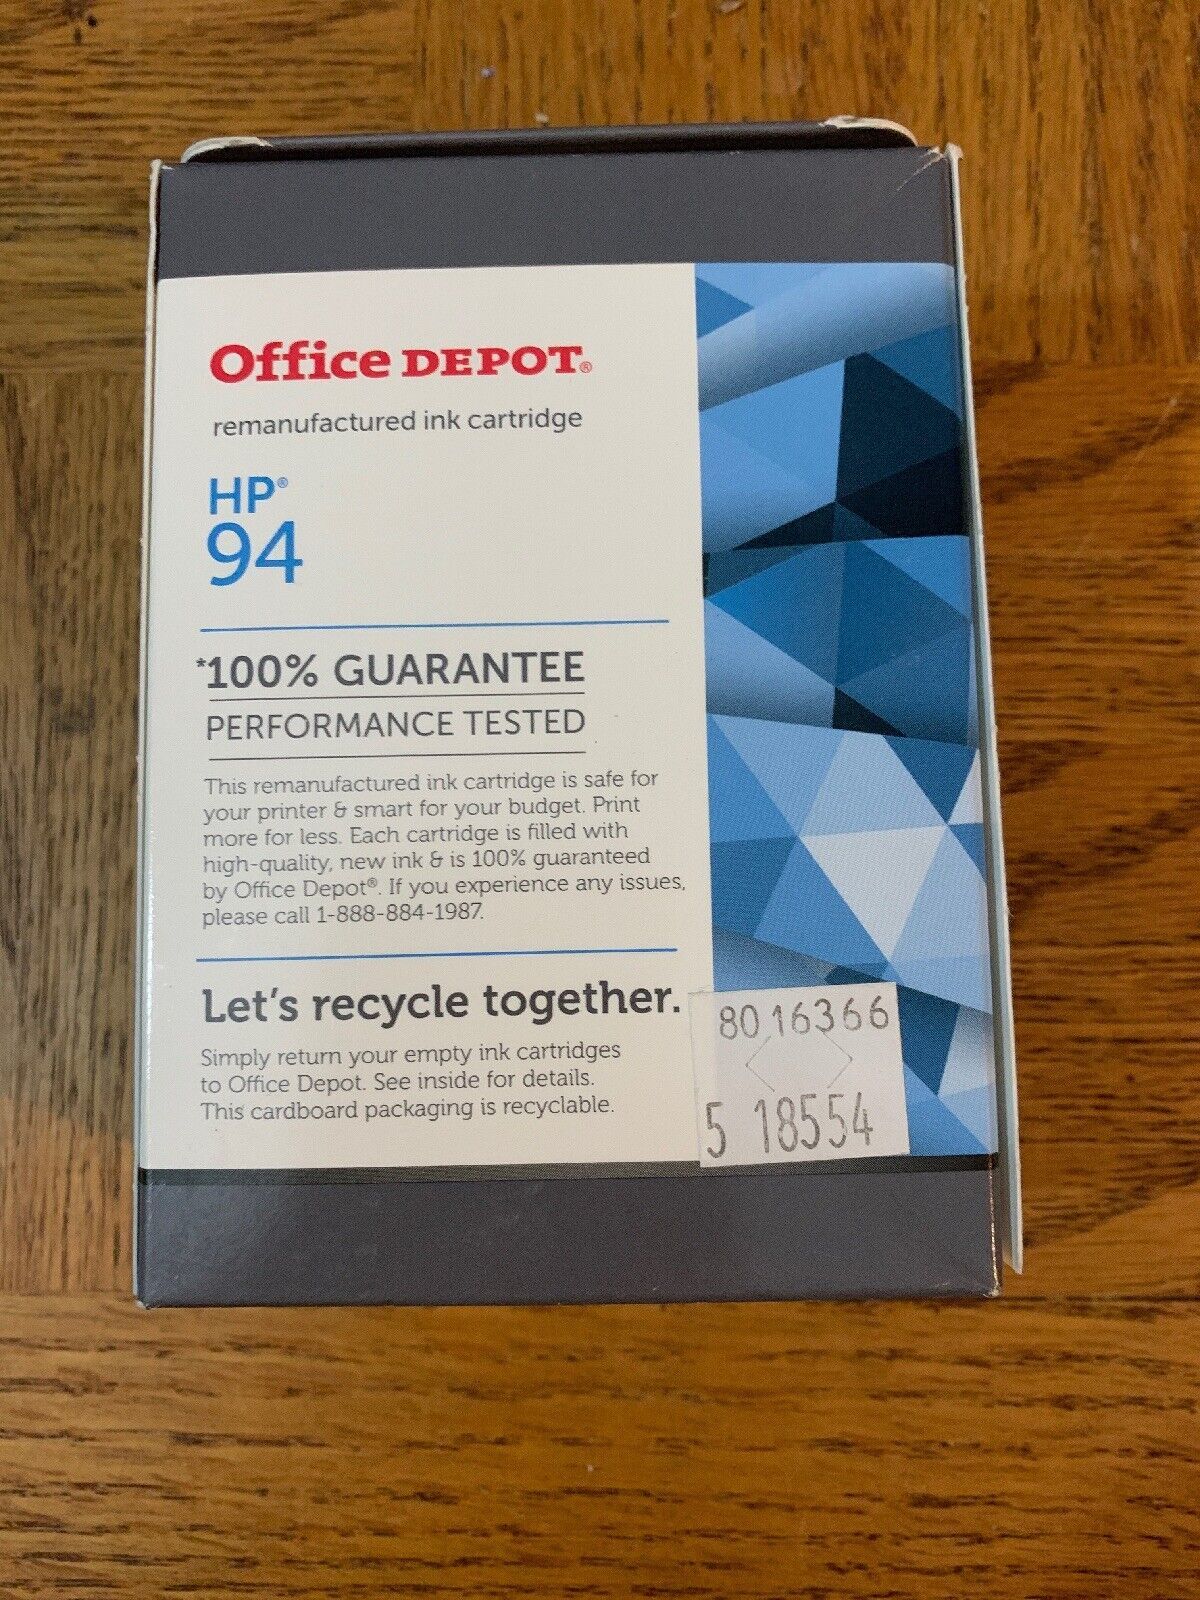 Office DEPOT®
remanufactured ink cartridge
HP®
94
*100% GUARANTEE
PERFORMANCE TESTED
This remanufactured ink cartridge is safe for
your printer & smart for your budget. Print
more for less. Each cartridge is filled with
high-quality, new ink & is 100% guaranteed
by Office Depot®. If you experience any issues,
please call 1-888-884-1987.
Let's recycle together.
Simply return your empty ink cartridges
to Office Depot. See inside for details.
This cardboard packaging is recyclable.
80 16366
5 18554